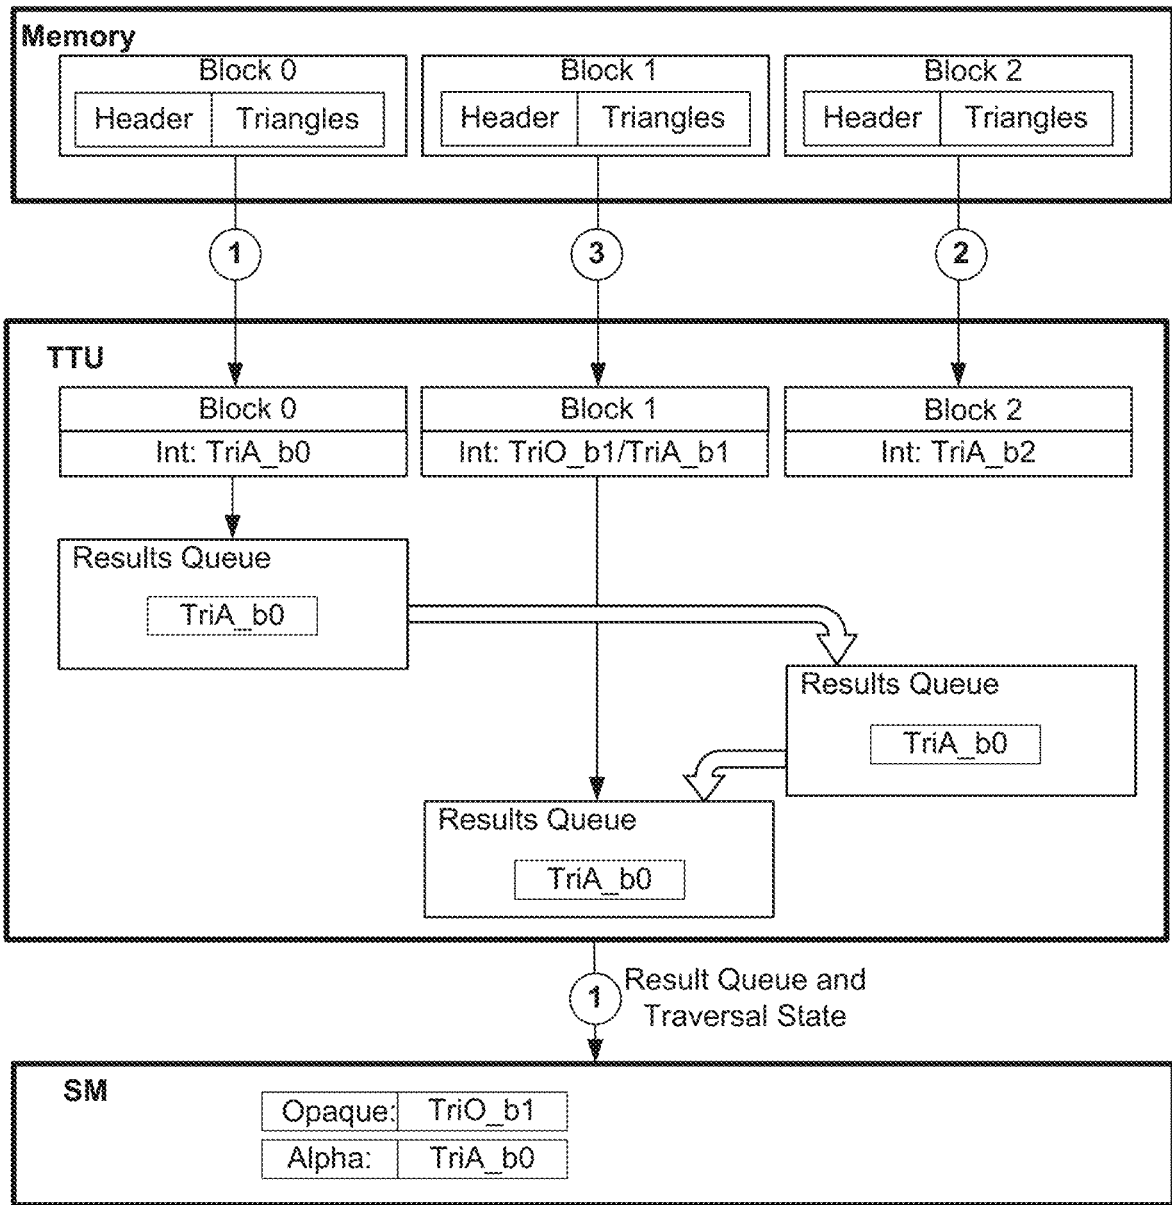 Memory
Block 0
Header Triangles
Block 1
Header Triangles
Block 2
Header Triangles
1
3
2
TTU
Block 0
Int: TriA_b0
Block 1
Int: TriO_b1/TriA_b1
Block 2
Int: TriA_b2
Results Queue
TriA_b0
Results Queue
TriA_b0
Results Queue
TriA_b0
1
Result Queue and
Traversal State
SM
Opaque: TriO_b1
Alpha: TriA_b0